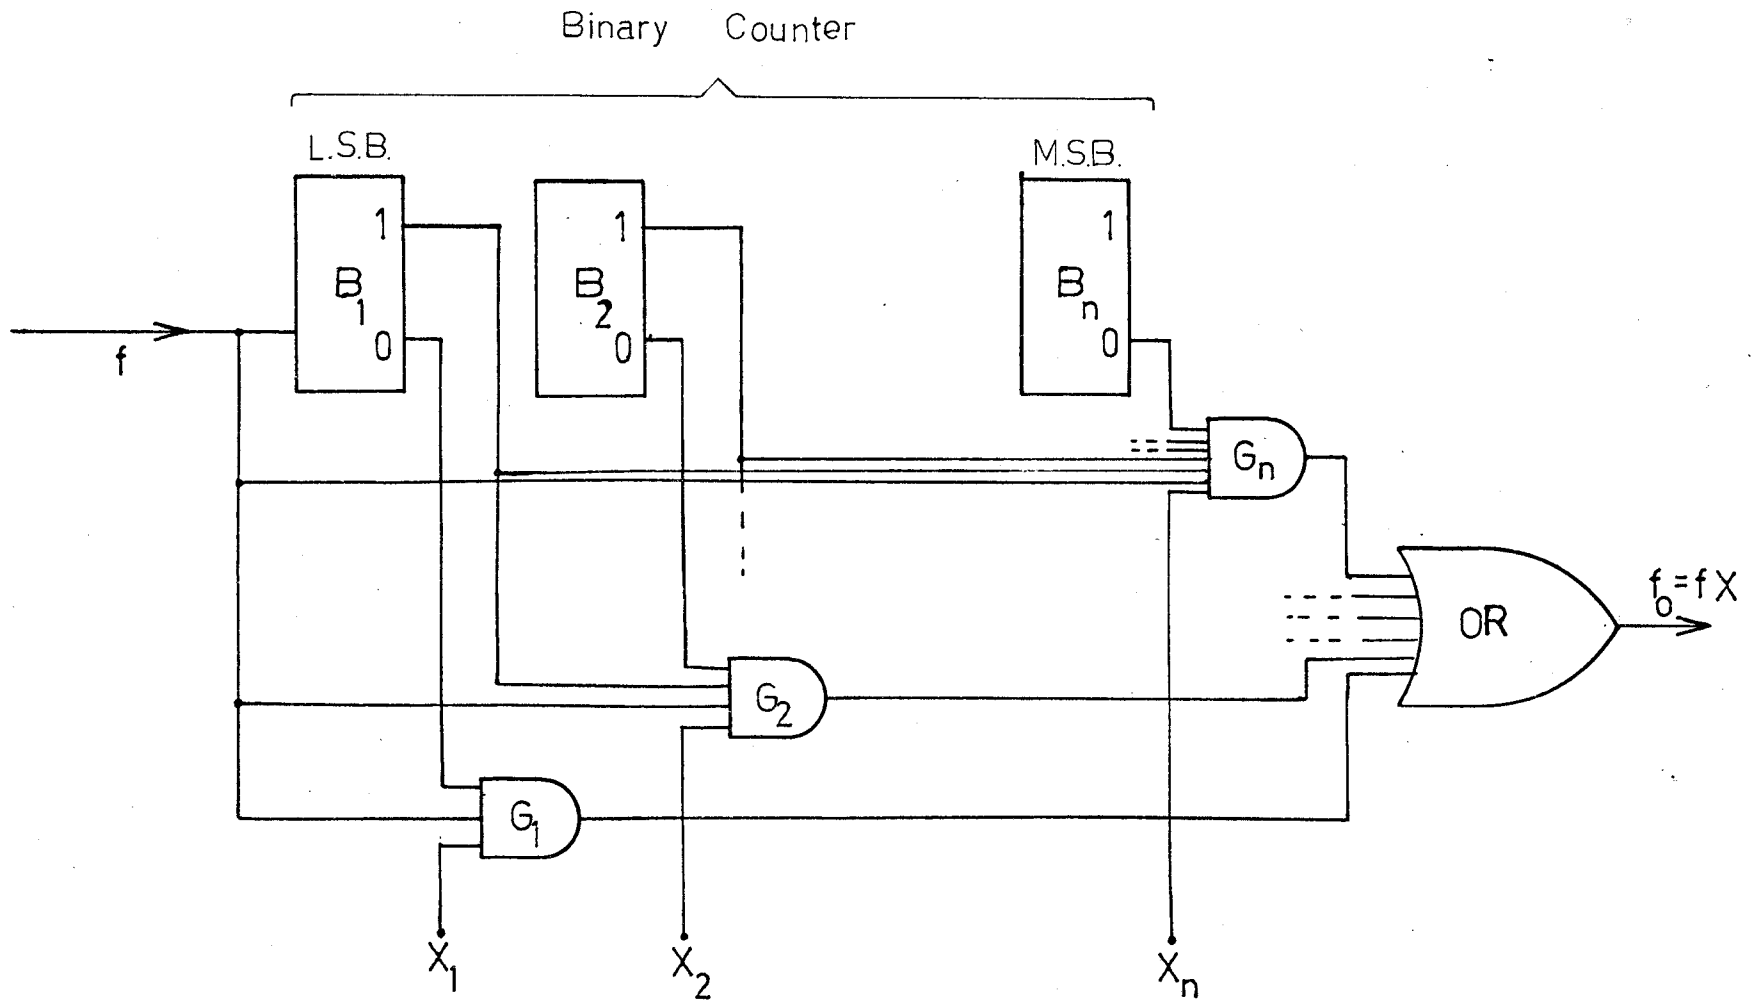 Binary Counter
L.S.B.
M.S.B.
1
B₁
0
1
B₂
0
1
Bₙ
0
f
Gₙ
OR
f₀=fX
G₂
G₁
X₁
X₂
Xₙ